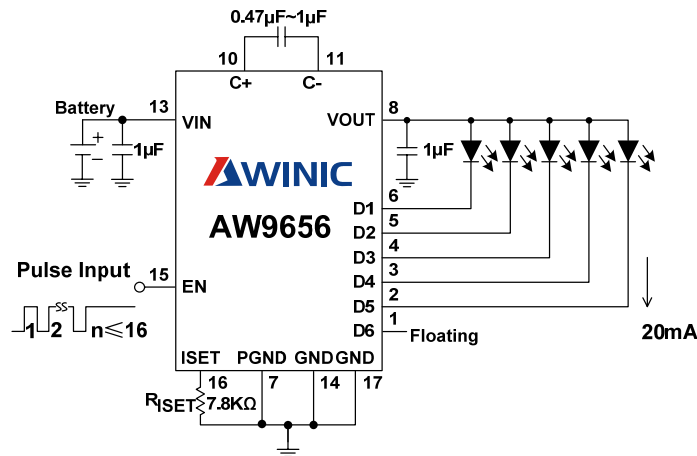 0.47µF~1µF
10
11
C+
C-
Battery
13
VIN
VOUT
8
+
–
1µF
1µF
AWINIC
AW9656
D1
6
D2
5
D3
4
D4
3
D5
2
D6
1
Floating
20mA
Pulse Input
15
EN
1 2 n≤16
ISET
PGND
GND
GND
16
7
14
17
RISET
7.8KΩ